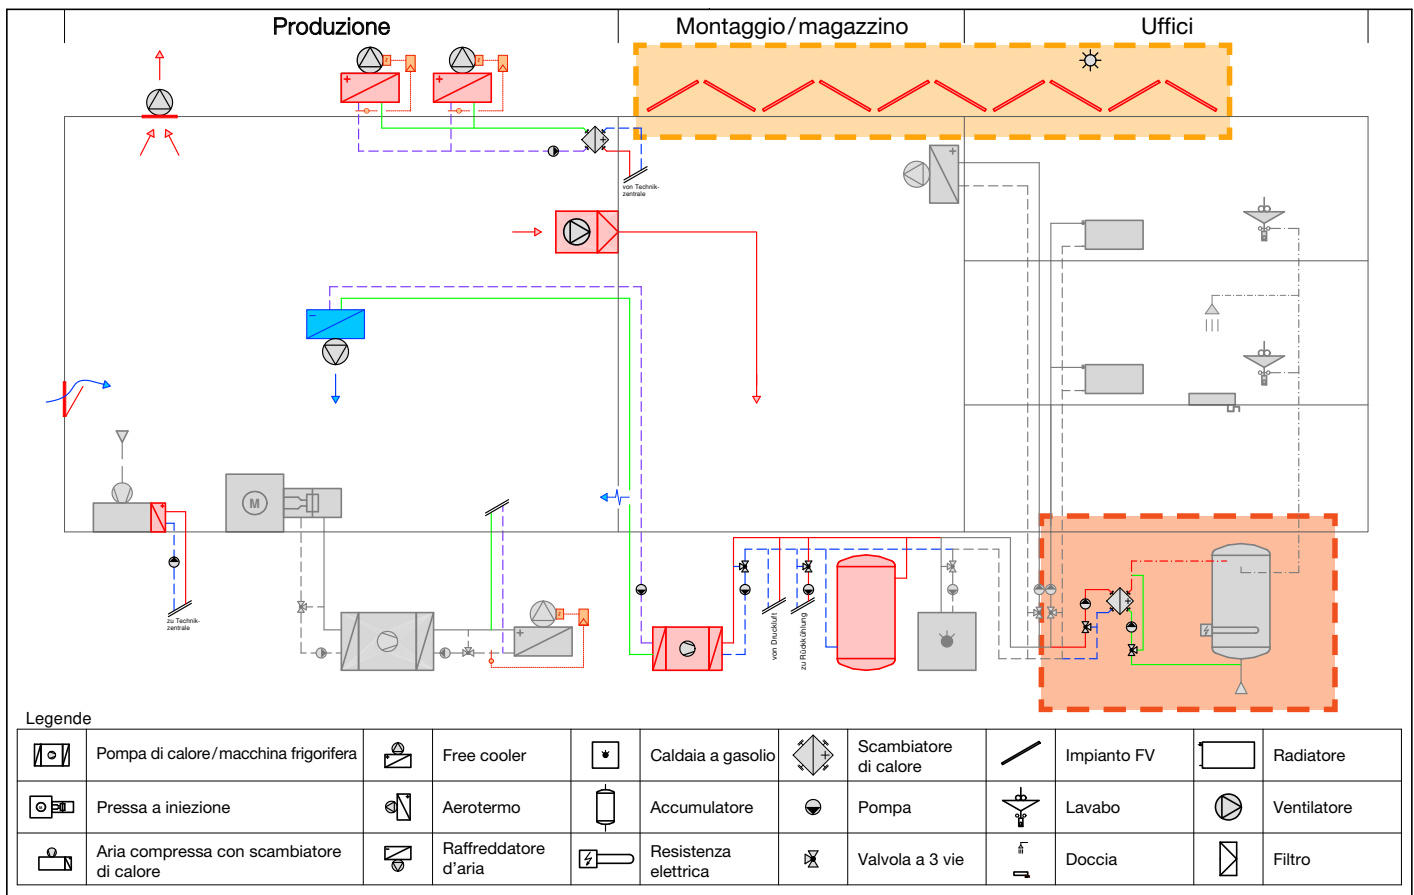 Produzione
Montaggio/magazzino
Uffici
von Technik-
zentrale
M
zu Technik-
zentrale
von Druckluft
zu Rückkühlung
Legende
Pompa di calore/macchina frigorifera
Free cooler
Caldaia a gasolio
Scambiatore
di calore
Impianto FV
Radiatore
Pressa a iniezione
Aerotermo
Accumulatore
Pompa
Lavabo
Ventilatore
Aria compressa con scambiatore
di calore
Raffreddatore
d'aria
Resistenza
elettrica
Valvola a 3 vie
Doccia
Filtro